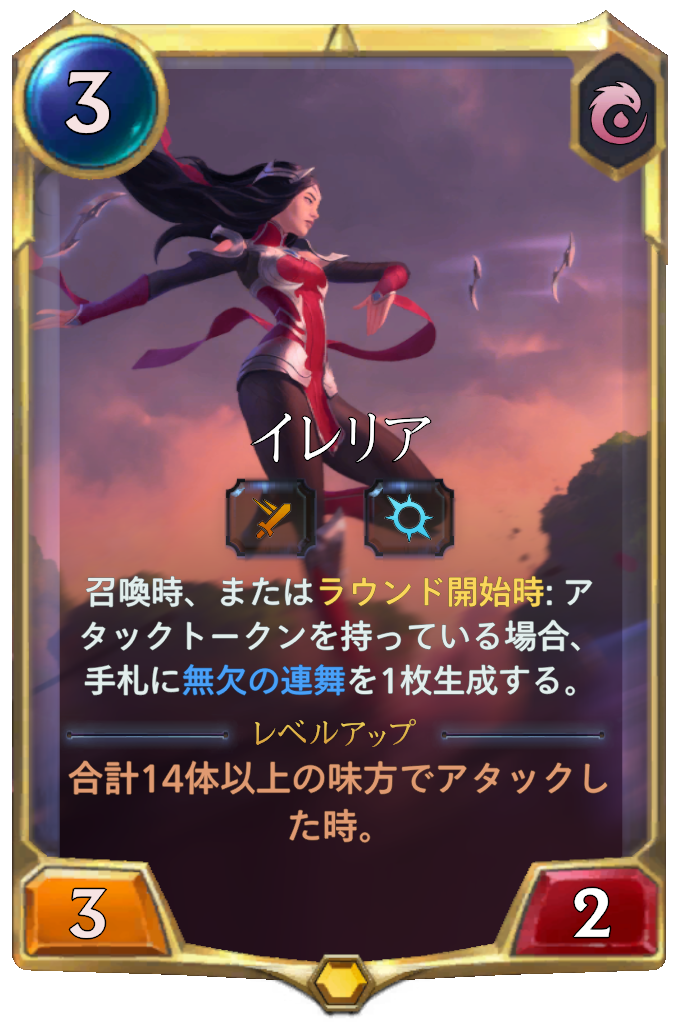 3
イレリア
召喚時、またはラウンド開始時: ア
タックトークンを持っている場合、
手札に無欠の連舞を1枚生成する。
レベルアップ
合計14体以上の味方でアタックし
た時。
3
2